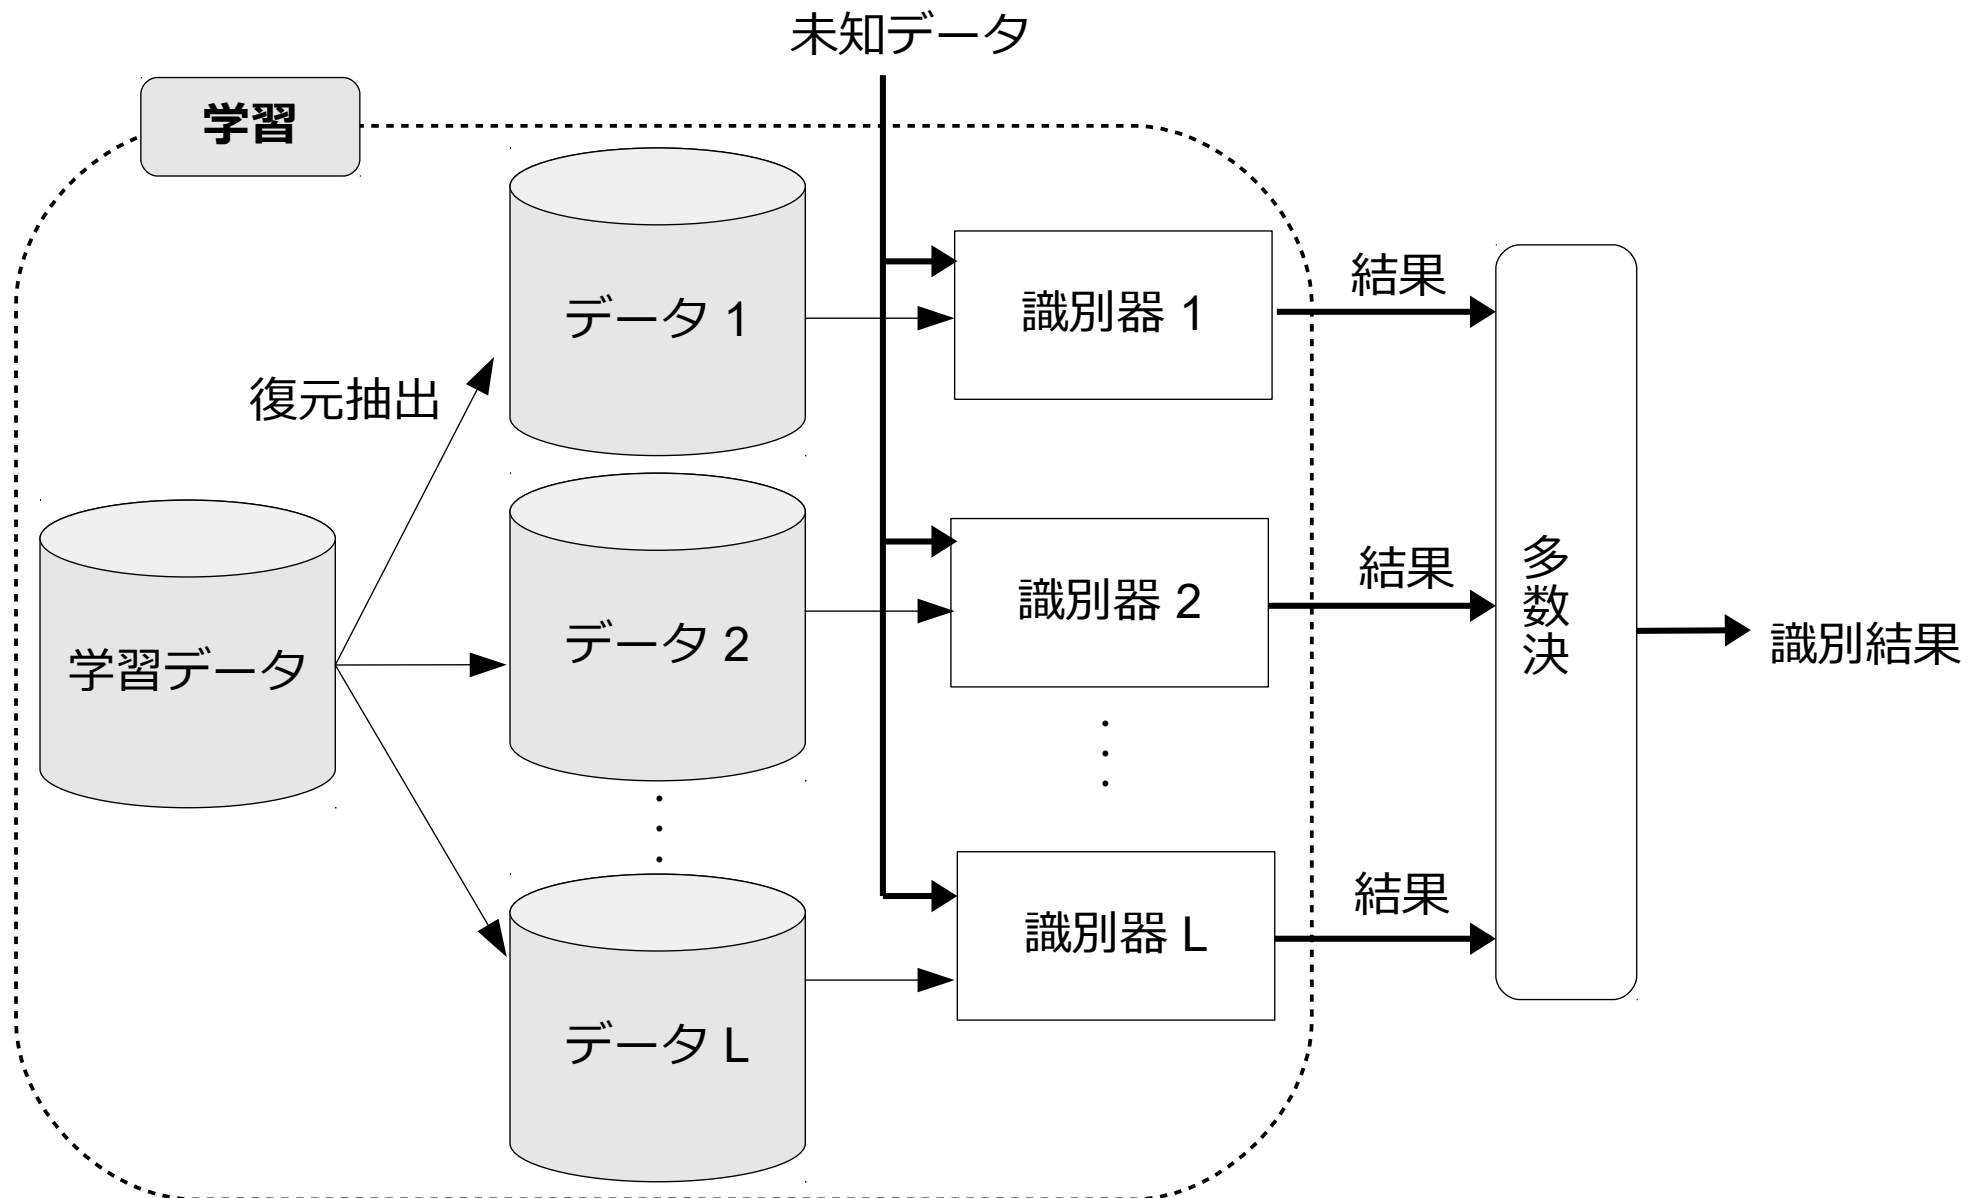 未知データ
学習
データ 1
識別器 1
結果
復元抽出
学習データ
データ 2
識別器 2
結果
多数決
識別結果
データ L
識別器 L
結果